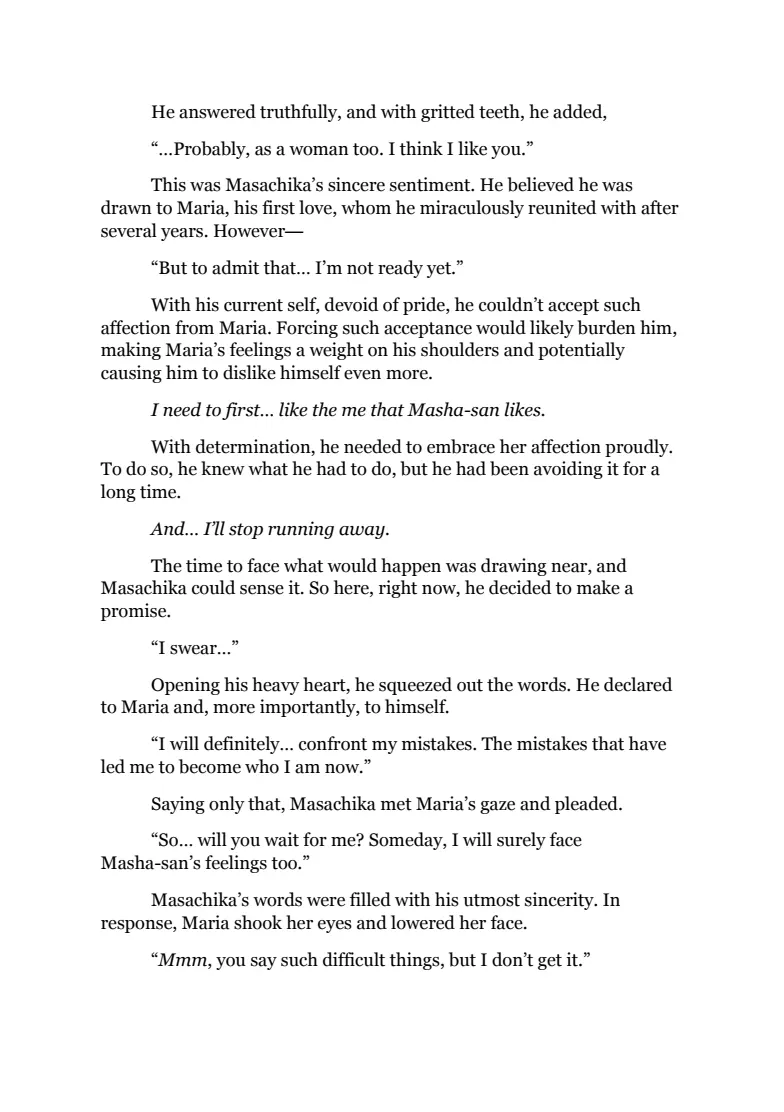 He answered truthfully, and with gritted teeth, he added,
“…Probably, as a woman too. I think I like you.”
This was Masachika’s sincere sentiment. He believed he was
drawn to Maria, his first love, whom he miraculously reunited with after
several years. However—
“But to admit that… I’m not ready yet.”
With his current self, devoid of pride, he couldn’t accept such
affection from Maria. Forcing such acceptance would likely burden him,
making Maria’s feelings a weight on his shoulders and potentially
causing him to dislike himself even more.
I need to first… like the me that Masha-san likes.
With determination, he needed to embrace her affection proudly.
To do so, he knew what he had to do, but he had been avoiding it for a
long time.
And… I’ll stop running away.
The time to face what would happen was drawing near, and
Masachika could sense it. So here, right now, he decided to make a
promise.
“I swear…”
Opening his heavy heart, he squeezed out the words. He declared
to Maria and, more importantly, to himself.
“I will definitely… confront my mistakes. The mistakes that have
led me to become who I am now.”
Saying only that, Masachika met Maria’s gaze and pleaded.
“So… will you wait for me? Someday, I will surely face
Masha-san’s feelings too.”
Masachika’s words were filled with his utmost sincerity. In
response, Maria shook her eyes and lowered her face.
“Mmm, you say such difficult things, but I don’t get it.”